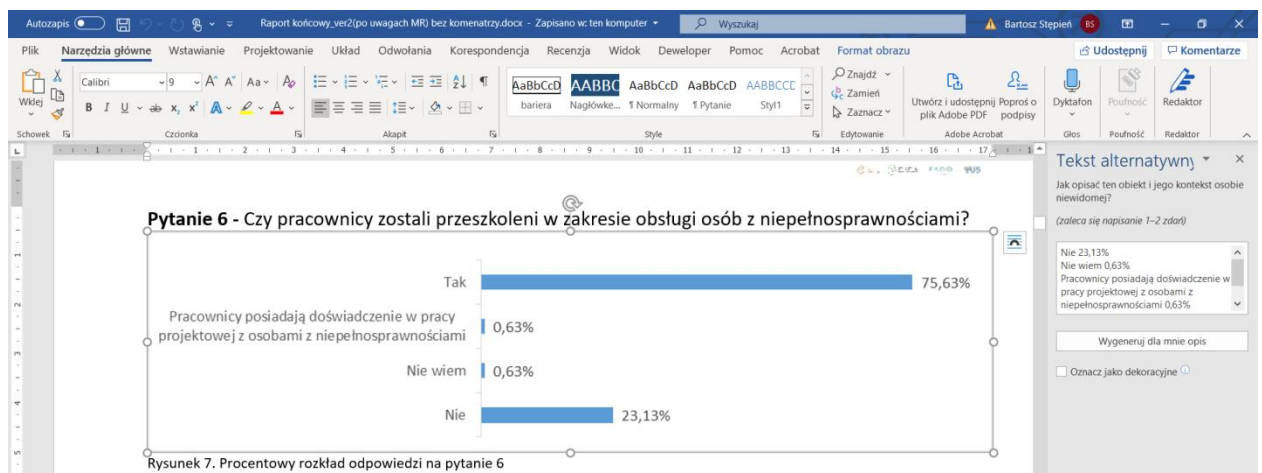 Autozapis
Raport końcowy_ver2(po uwagach MR) bez komenatrzy.docx - Zapisano w: ten komputer
Wyszukaj
Bartosz Stępień BS
Plik Narzędzia główne Wstawianie Projektowanie Układ Odwołania Korespondencja Recenzja Widok Deweloper Pomoc Acrobat Format obrazu
Udostępnij Komentarze
Wklej
Calibri 9
AaBbCcD AABBC AaBbCcD AaBbCcD AABBCCC
bariera Nagłówke... ¶ Normalny ¶ Pytanie Styl1
Znajdź
Zamień
Zaznacz
Utwórz i udostępnij plik Adobe PDF
Poproś o podpisy
Dyktafon
Poufność
Redaktor
Schowek Czcionka Akapit Style Edytowanie Adobe Acrobat Głos Poufność Redaktor
Pytanie 6 - Czy pracownicy zostali przeszkoleni w zakresie obsługi osób z niepełnosprawnościami?
Tak 75,63%
Pracownicy posiadają doświadczenie w pracy
projektowej z osobami z niepełnosprawnościami 0,63%
Nie wiem 0,63%
Nie 23,13%
Rysunek 7. Procentowy rozkład odpowiedzi na pytanie 6
Tekst alternatywny
Jak opisać ten obiekt i jego kontekst osobie
niewidomej?
(zaleca się napisanie 1–2 zdań)
Nie 23,13%
Nie wiem 0,63%
Pracownicy posiadają doświadczenie w
pracy projektowej z osobami z
niepełnosprawnościami 0,63%
Wygeneruj dla mnie opis
Oznacz jako dekoracyjne